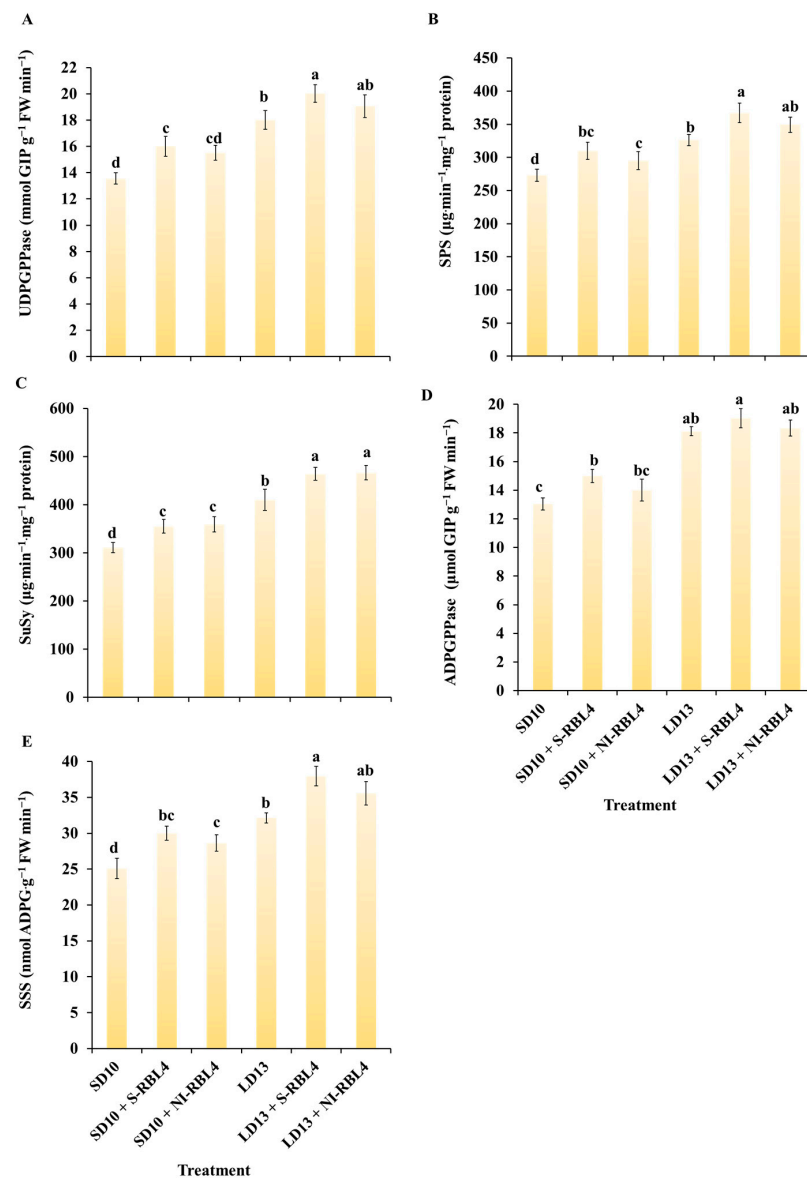 A
UDPGPPase (mmol GIP g⁻¹ FW min⁻¹)
22
20
18
16
14
12
10
8
6
4
2
0
d
c
cd
b
a
ab
B
SPS (µg·min⁻¹·mg⁻¹ protein)
450
400
350
300
250
200
150
100
50
0
d
bc
c
b
a
ab
C
SuSy (µg·min⁻¹·mg⁻¹ protein)
600
500
400
300
200
100
0
d
c
c
b
a
a
D
ADPGPPase (µmol GIP g⁻¹ FW min⁻¹)
20
18
16
14
12
10
8
6
4
2
0
c
b
bc
ab
a
ab
SD10
SD10 + S-RBL4
SD10 + NI-RBL4
LD13
LD13 + S-RBL4
LD13 + NI-RBL4
Treatment
E
SSS (nmol ADPG·g⁻¹ FW min⁻¹)
40
35
30
25
20
15
10
5
0
d
bc
c
b
a
ab
SD10
SD10 + S-RBL4
SD10 + NI-RBL4
LD13
LD13 + S-RBL4
LD13 + NI-RBL4
Treatment